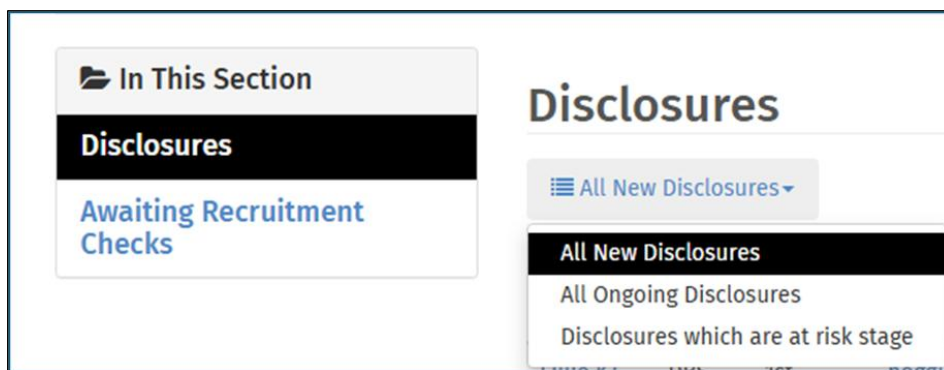 In This Section
Disclosures
Awaiting Recruitment
Checks
Disclosures
All New Disclosures
All New Disclosures
All Ongoing Disclosures
Disclosures which are at risk stage